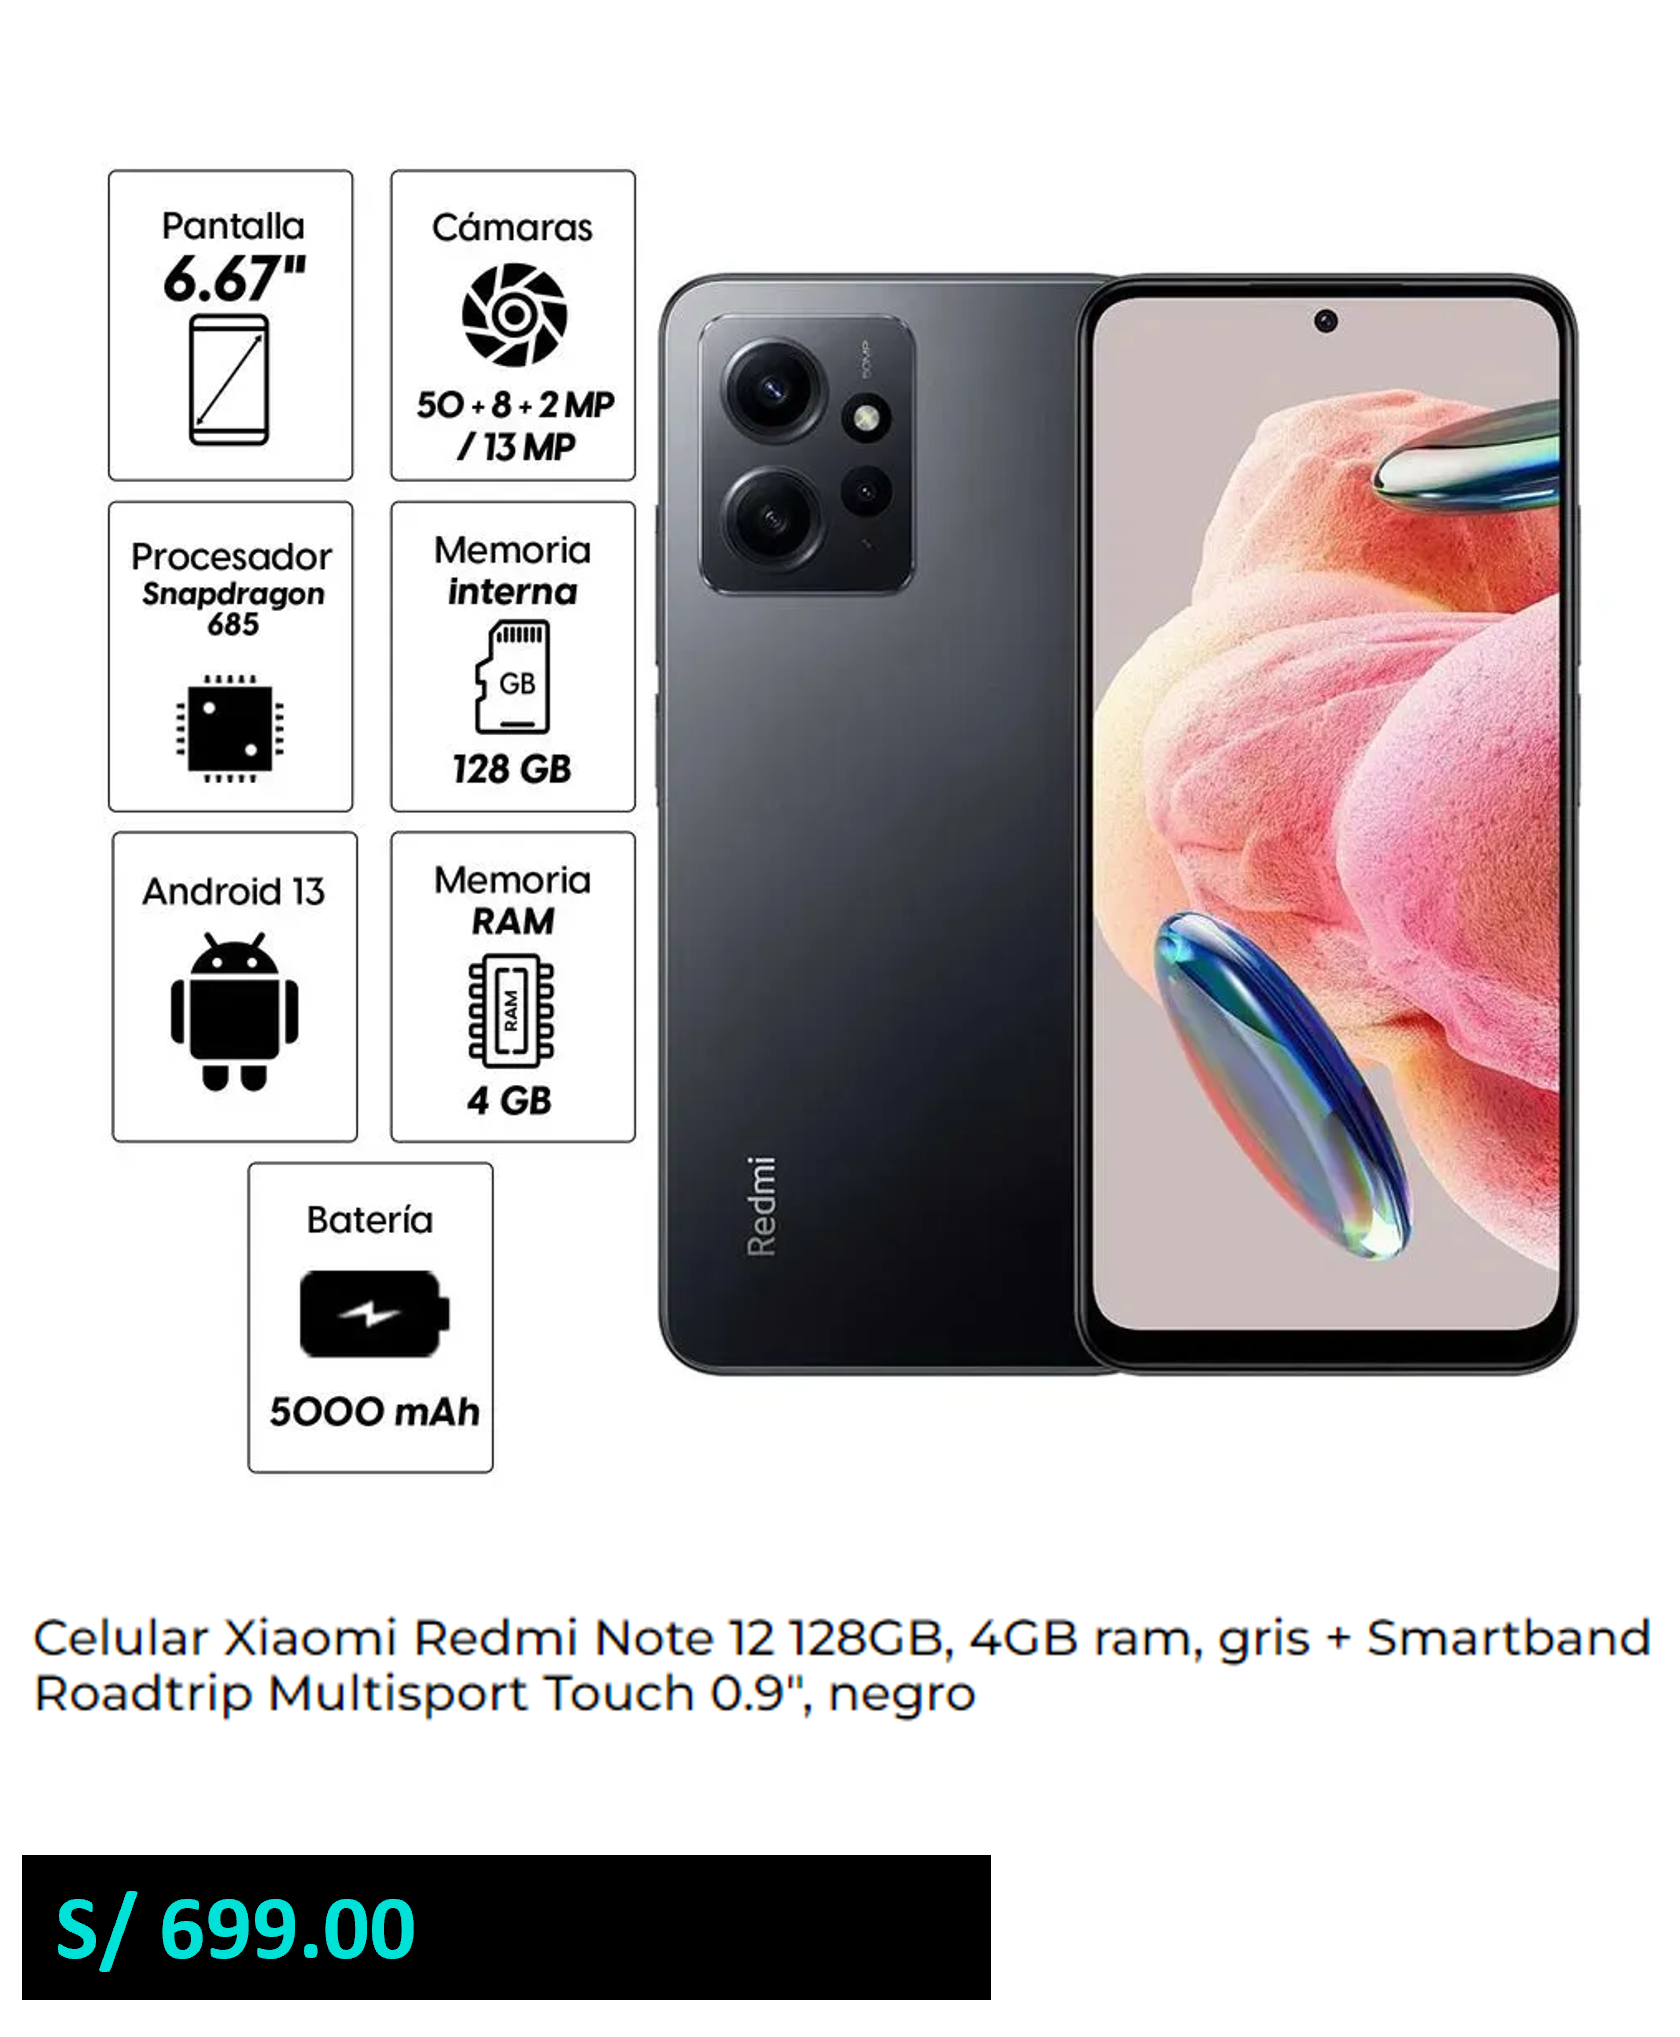 Pantalla
6.67"
Cámaras
50 + 8 + 2 MP
/ 13 MP
Procesador
Snapdragon
685
Memoria
interna
GB
128 GB
Android 13
Memoria
RAM
RAM
4 GB
Batería
5000 mAh
50MP
Redmi
Celular Xiaomi Redmi Note 12 128GB, 4GB ram, gris + Smartband
Roadtrip Multisport Touch 0.9", negro
S/ 699.00